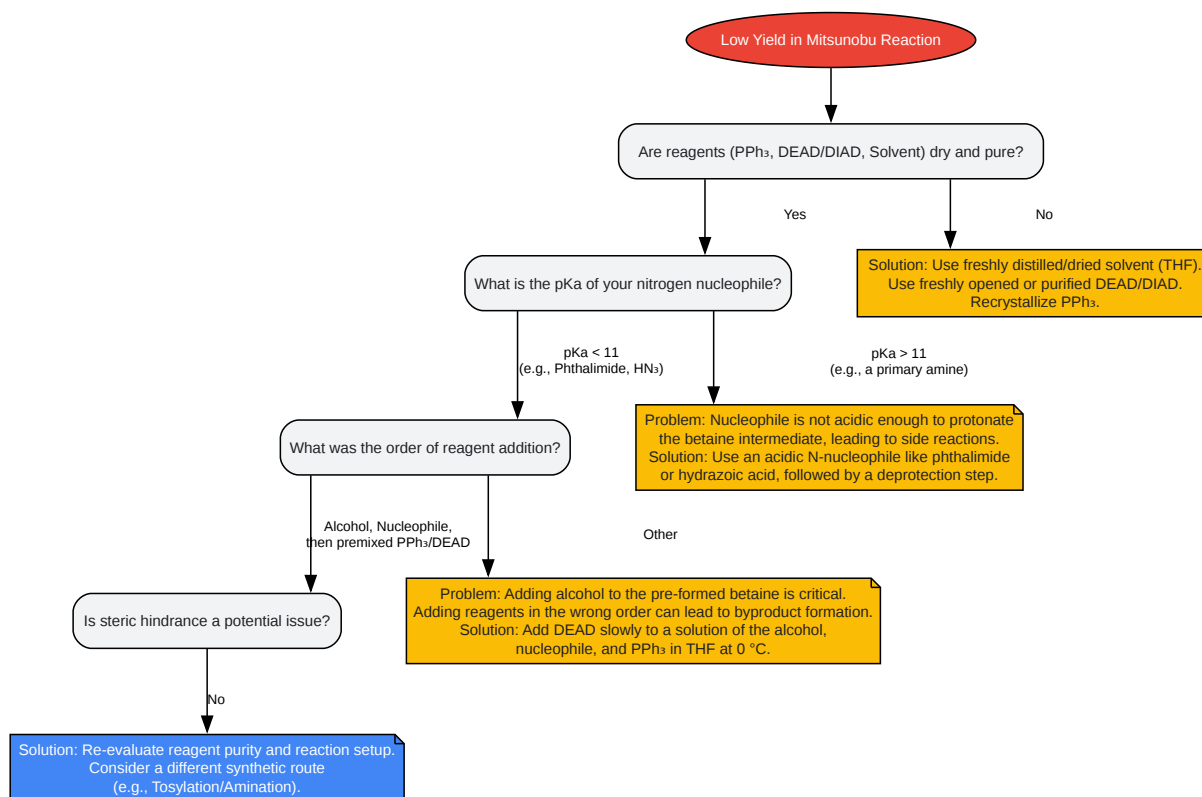 Low Yield in Mitsunobu Reaction
Are reagents (PPh₃, DEAD/DIAD, Solvent) dry and pure?
Yes
No
Solution: Use freshly distilled/dried solvent (THF).
Use freshly opened or purified DEAD/DIAD.
Recrystallize PPh₃.
What is the pKa of your nitrogen nucleophile?
pKa < 11
(e.g., Phthalimide, HN₃)
pKa > 11
(e.g., a primary amine)
Problem: Nucleophile is not acidic enough to protonate
the betaine intermediate, leading to side reactions.
Solution: Use an acidic N-nucleophile like phthalimide
or hydrazoic acid, followed by a deprotection step.
What was the order of reagent addition?
Alcohol, Nucleophile,
then premixed PPh₃/DEAD
Other
Problem: Adding alcohol to the pre-formed betaine is critical.
Adding reagents in the wrong order can lead to byproduct formation.
Solution: Add DEAD slowly to a solution of the alcohol,
nucleophile, and PPh₃ in THF at 0 °C.
Is steric hindrance a potential issue?
No
Solution: Re-evaluate reagent purity and reaction setup.
Consider a different synthetic route
(e.g., Tosylation/Amination).